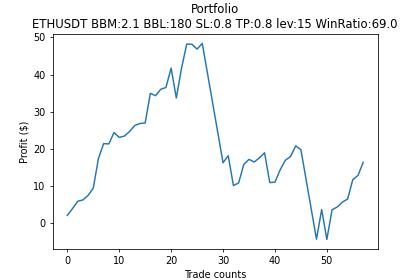 Portfolio
ETHUSDT BBM:2.1 BBL:180 SL:0.8 TP:0.8 lev:15 WinRatio:69.0
50
40
30
20
10
0
Profit ($)
0 10 20 30 40 50
Trade counts